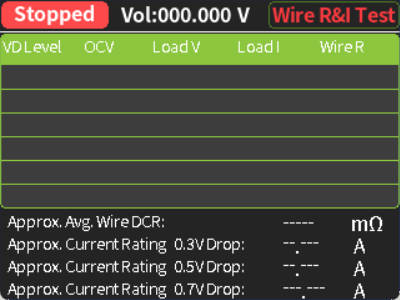 Stopped Vol:000.000 V Wire R&I Test
VD Level OCV Load V Load I Wire R
Approx. Avg. Wire DCR: ----- mΩ
Approx. Current Rating 0.3V Drop: --.--- A
Approx. Current Rating 0.5V Drop: --.--- A
Approx. Current Rating 0.7V Drop: ---.--- A